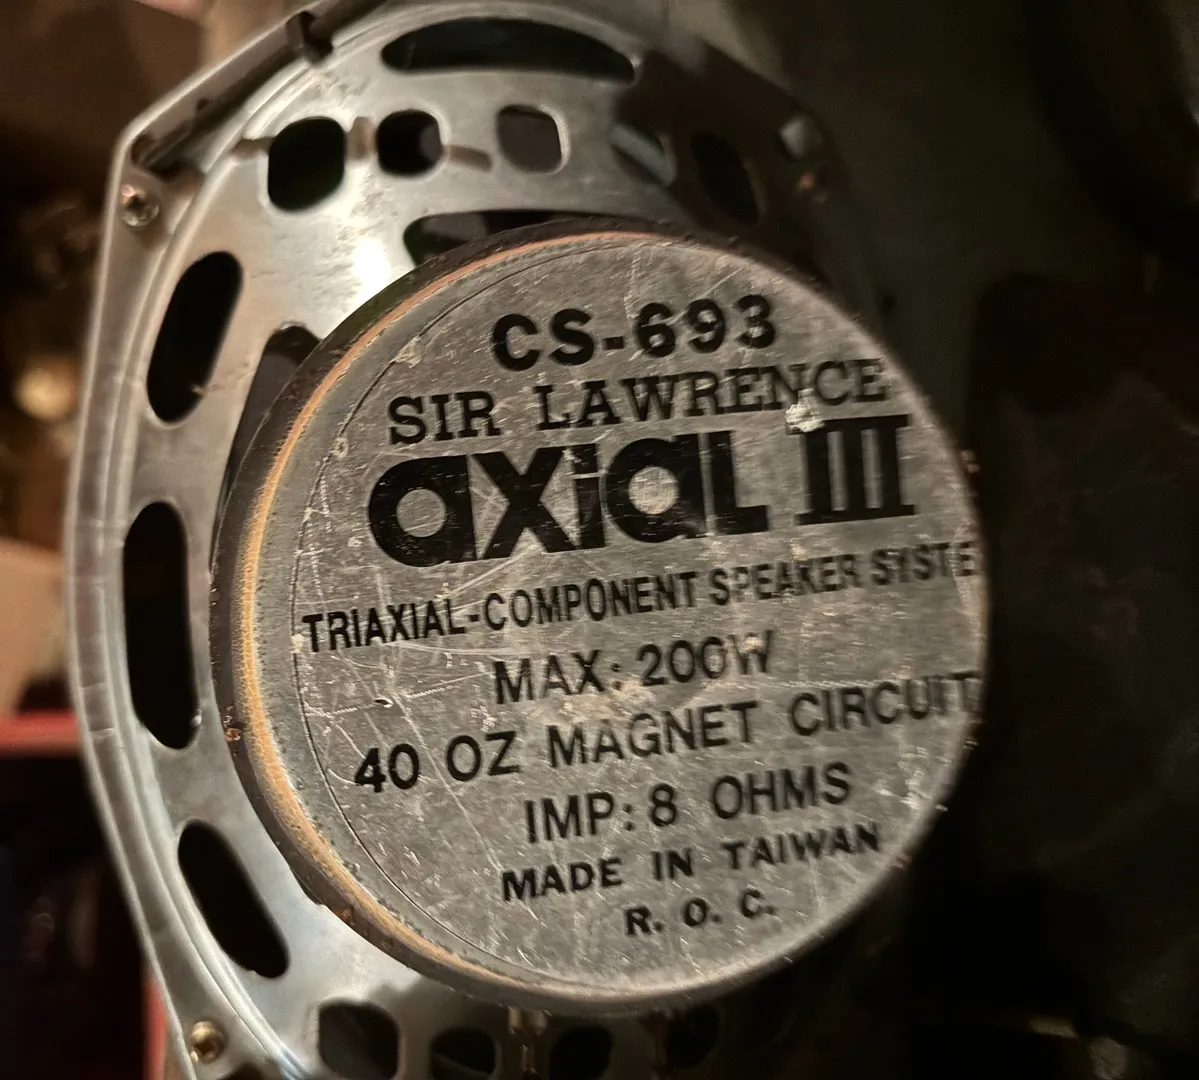 CS-693
SIR LAWRENCE
axial III
TRIAXIAL-COMPONENT SPEAKER SYSTE
MAX: 200W
40 OZ MAGNET CIRCUIT
IMP: 8 OHMS
MADE IN TAIWAN
R. O. C.